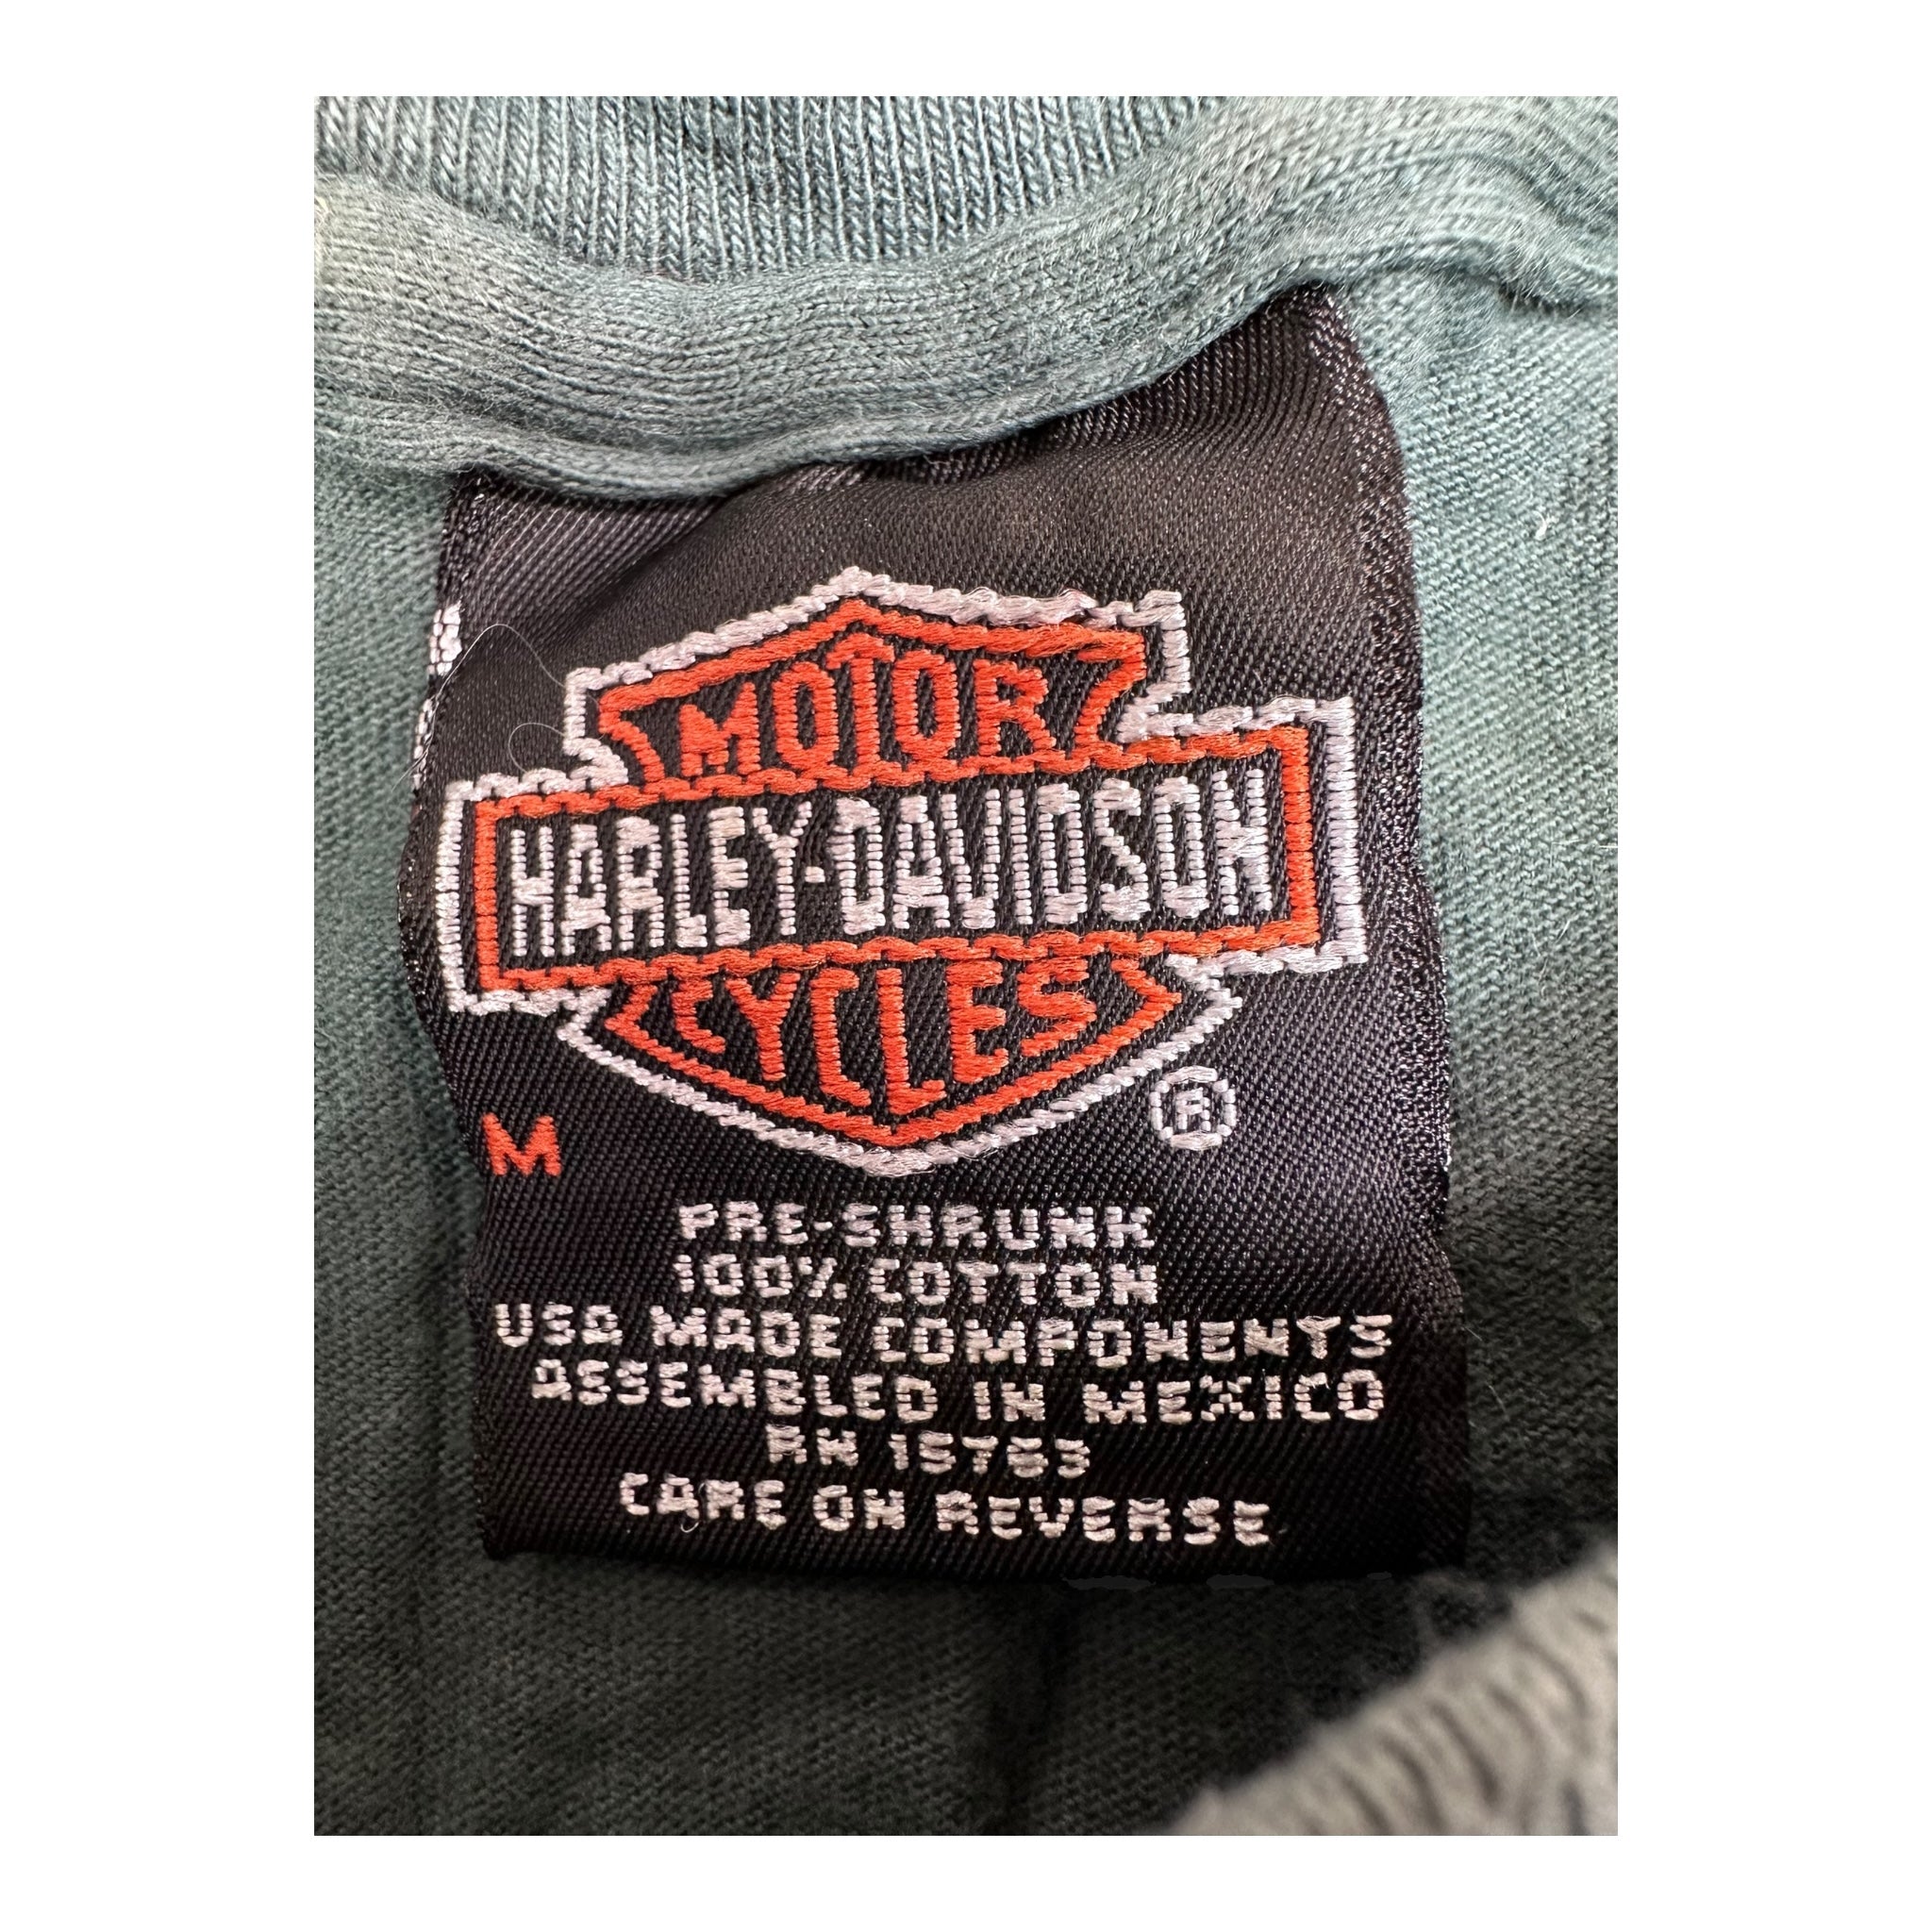 MOTOR
HARLEY-DAVIDSON
CYCLES
®
M
PRE-SHRUNK
100% COTTON
USA MADE COMPONENTS
ASSEMBLED IN MEXICO
RN 15763
CARE ON REVERSE